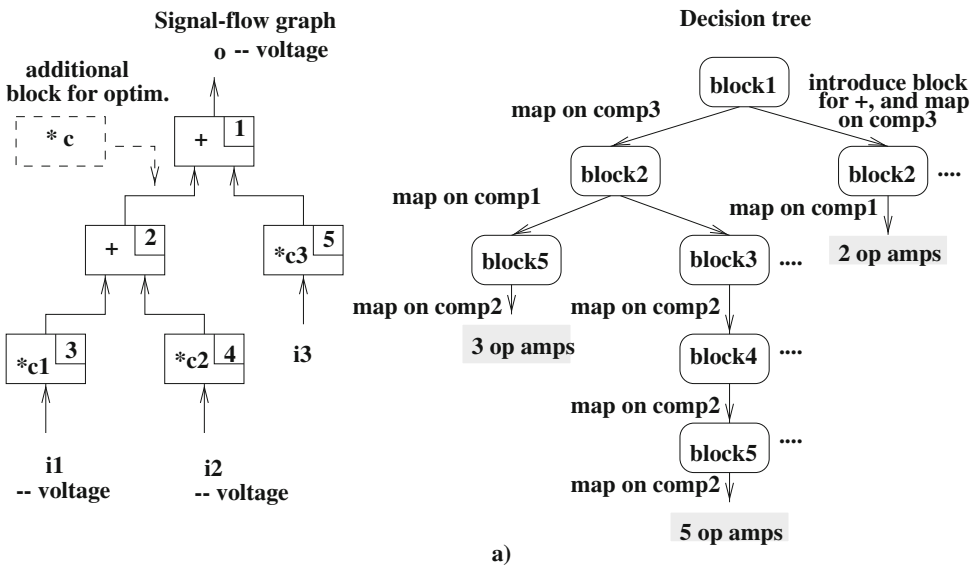 Signal-flow graph
o -- voltage
additional
block for optim.
* c
+
1
+
2
*c3
5
*c1
3
*c2
4
i3
i1
-- voltage
i2
-- voltage
Decision tree
block1
map on comp3
introduce block
for +, and map
on comp3
block2
block2
....
map on comp1
map on comp1
block5
block3
....
2 op amps
map on comp2
map on comp2
3 op amps
block4
....
map on comp2
block5
....
map on comp2
5 op amps
a)